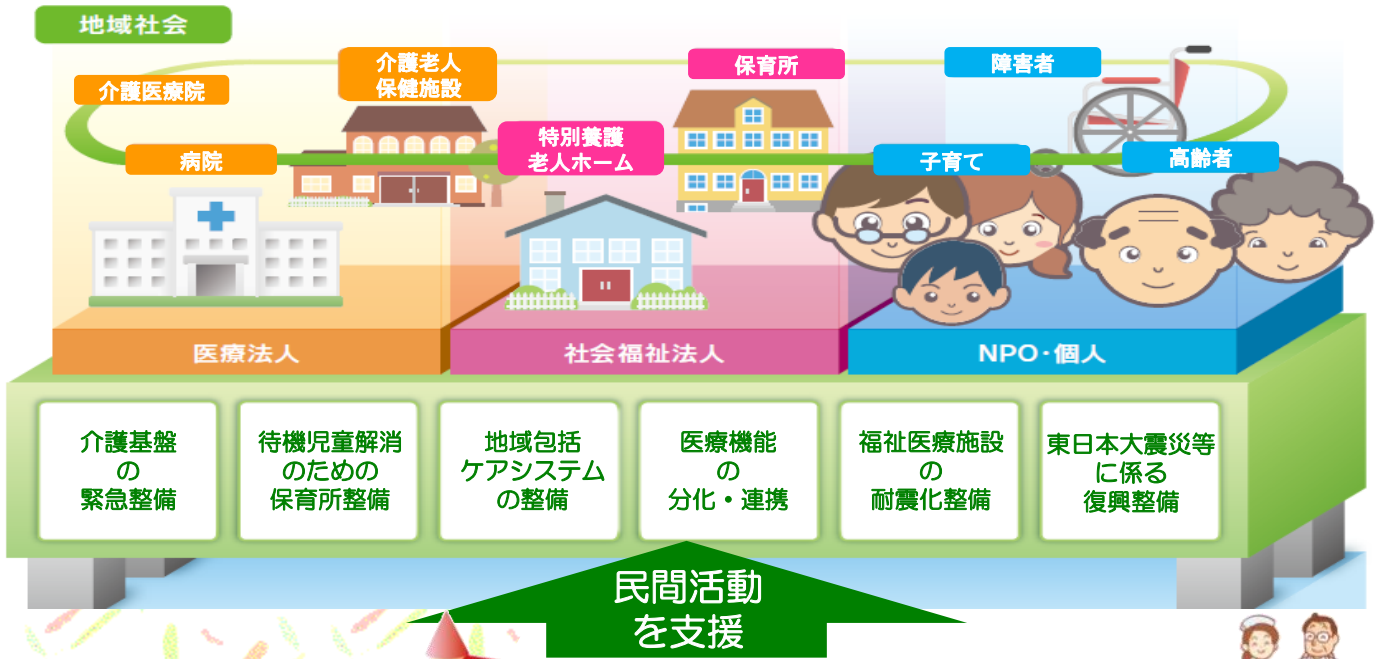 地域社会
介護医療院
介護老人
保健施設
病院
特別養護
老人ホーム
保育所
障害者
子育て
高齢者
医療法人
社会福祉法人
NPO・個人
介護基盤
の
緊急整備
待機児童解消
のための
保育所整備
地域包括
ケアシステム
の整備
医療機能
の
分化・連携
福祉医療施設
の
耐震化整備
東日本大震災等
に係る
復興整備
民間活動
を支援